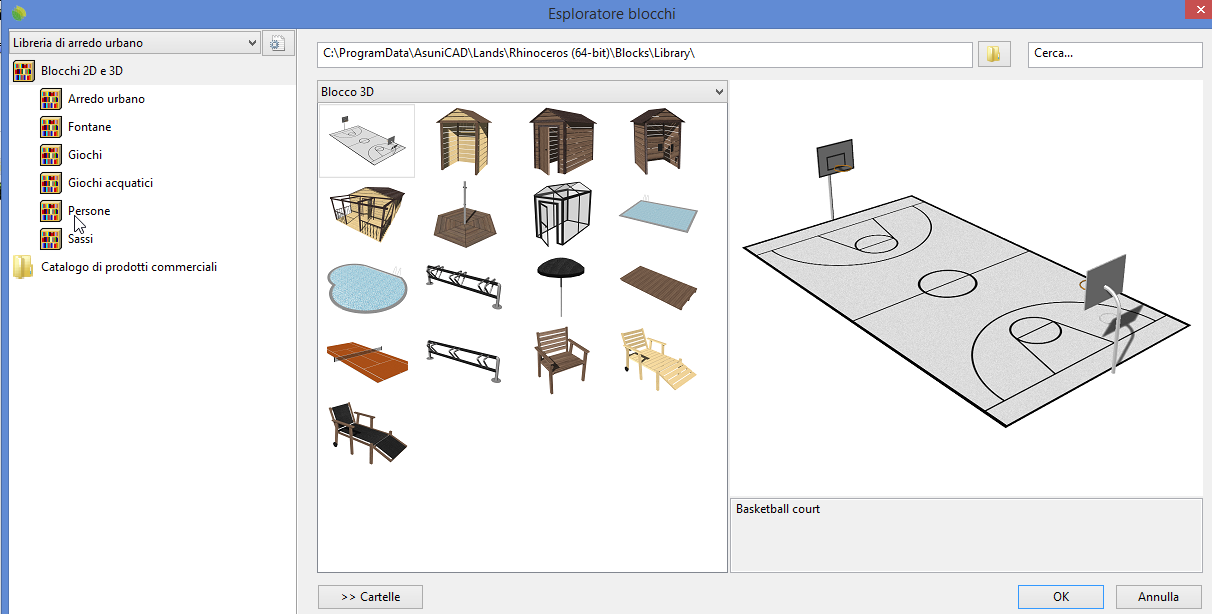 Esploratore blocchi
Libreria di arredo urbano
C:\ProgramData\AsuniCAD\Lands\Rhinoceros (64-bit)\Blocks\Library\
Cerca...
Blocchi 2D e 3D
Arredo urbano
Fontane
Giochi
Giochi acquatici
Persone
Sassi
Catalogo di prodotti commerciali
Blocco 3D
Basketball court
>> Cartelle
OK
Annulla